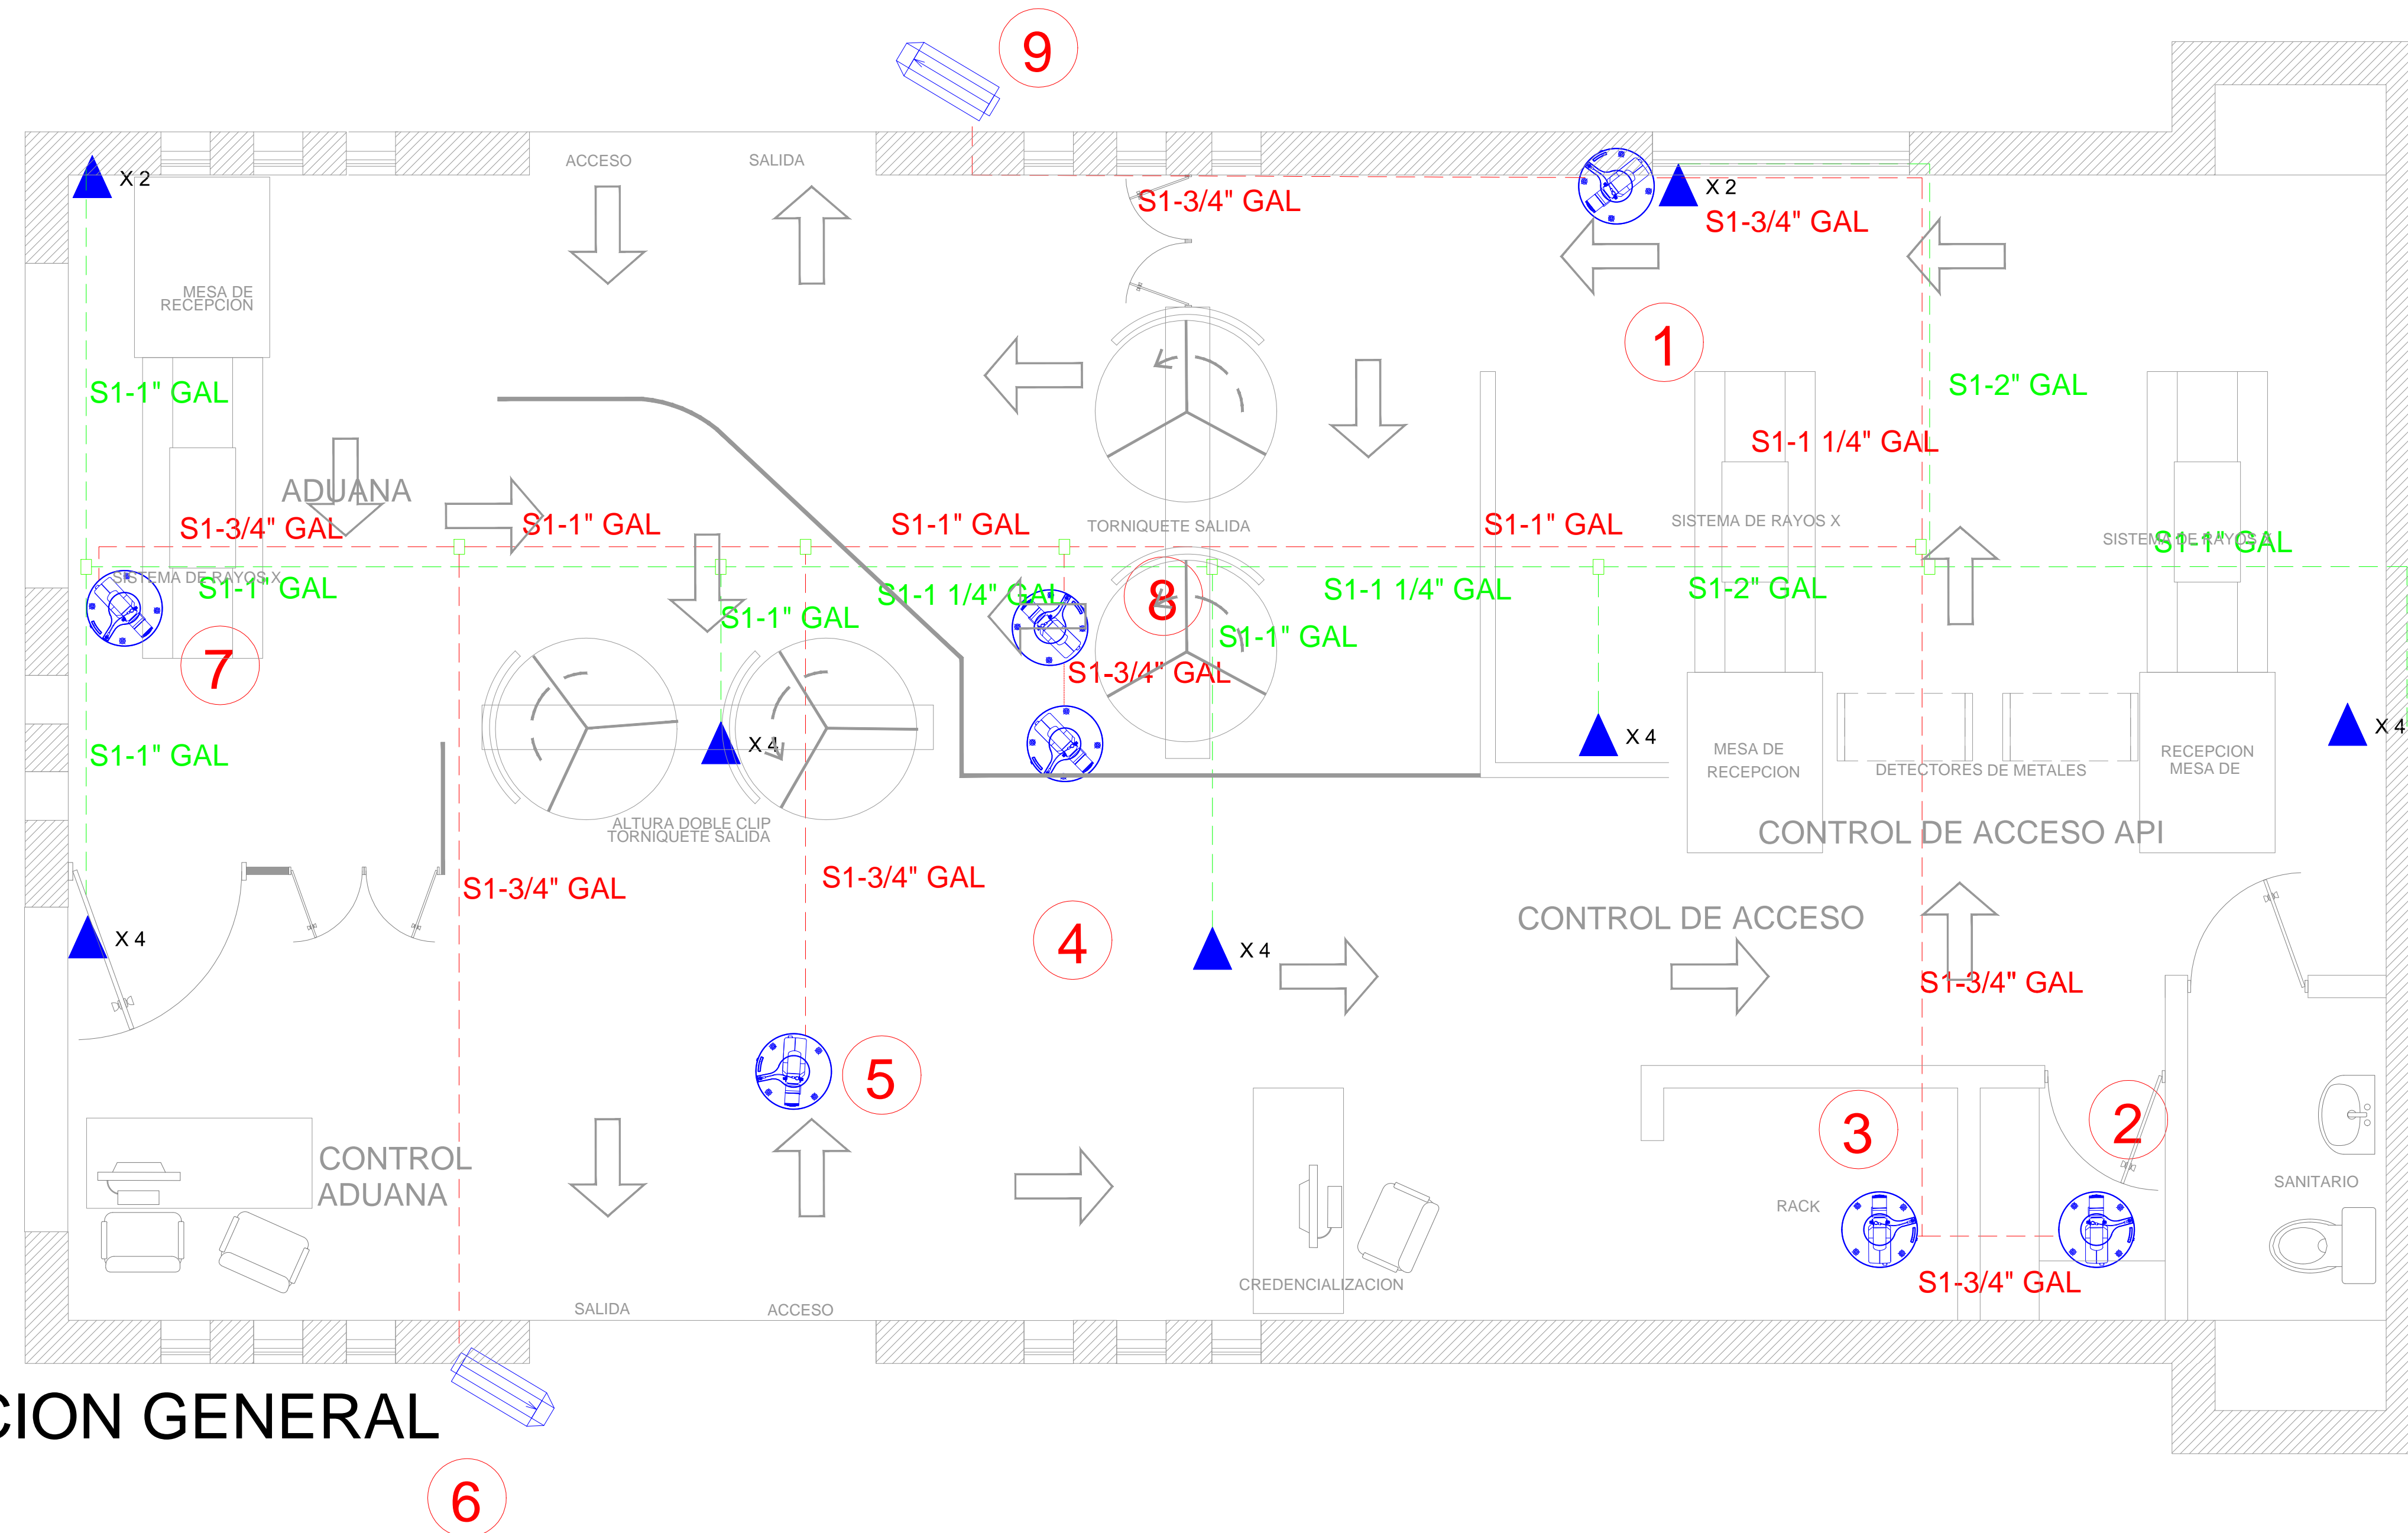 9
ACCESO
SALIDA
X 2
X 2
S1-3/4" GAL
S1-3/4" GAL
MESA DE
RECEPCION
1
S1-1" GAL
S1-2" GAL
S1-1 1/4" GAL
ADUANA
S1-3/4" GAL
S1-1" GAL
S1-1" GAL
TORNIQUETE SALIDA
S1-1" GAL
SISTEMA DE RAYOS X
SISTEMA DE RAYOS X
S1-1" GAL
SISTEMA DE RAYOS X
S1-1" GAL
S1-1" GAL
S1-1 1/4" GAL
8
S1-1 1/4" GAL
S1-2" GAL
S1-1" GAL
7
S1-3/4" GAL
S1-1" GAL
X 4
X 4
X 4
MESA DE
RECEPCION
DETECTORES DE METALES
RECEPCION
MESA DE
ALTURA DOBLE CLIP
TORNIQUETE SALIDA
CONTROL DE ACCESO API
S1-3/4" GAL
S1-3/4" GAL
X 4
4
X 4
CONTROL DE ACCESO
S1-3/4" GAL
5
3
2
CONTROL
ADUANA
RACK
SANITARIO
CREDENCIALIZACION
S1-3/4" GAL
SALIDA
ACCESO
CION GENERAL
6